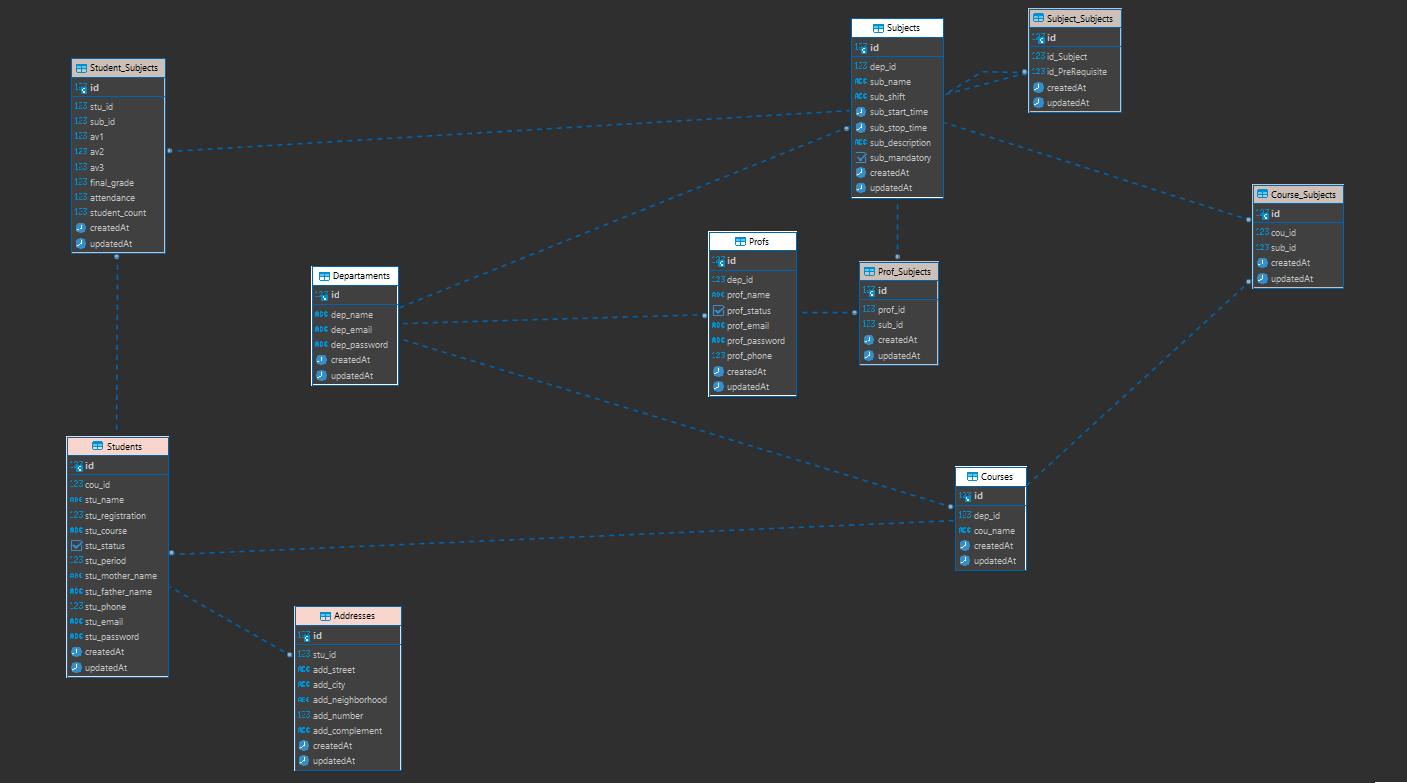 Student_Subjects
id
stu_id
sub_id
av1
av2
av3
final_grade
attendance
student_count
createdAt
updatedAt
Subjects
id
dep_id
sub_name
sub_shift
sub_start_time
sub_stop_time
sub_description
sub_mandatory
createdAt
updatedAt
Subject_Subjects
id
id_Subject
id_PreRequisite
createdAt
updatedAt
Course_Subjects
id
cou_id
sub_id
createdAt
updatedAt
Departaments
id
dep_name
dep_email
dep_password
createdAt
updatedAt
Profs
id
dep_id
prof_name
prof_status
prof_email
prof_password
prof_phone
createdAt
updatedAt
Prof_Subjects
id
prof_id
sub_id
createdAt
updatedAt
Students
id
cou_id
stu_name
stu_registration
stu_course
stu_status
stu_period
stu_mother_name
stu_father_name
stu_phone
stu_email
stu_password
createdAt
updatedAt
Courses
id
dep_id
cou_name
createdAt
updatedAt
Addresses
id
stu_id
add_street
add_city
add_neighborhood
add_number
add_complement
createdAt
updatedAt